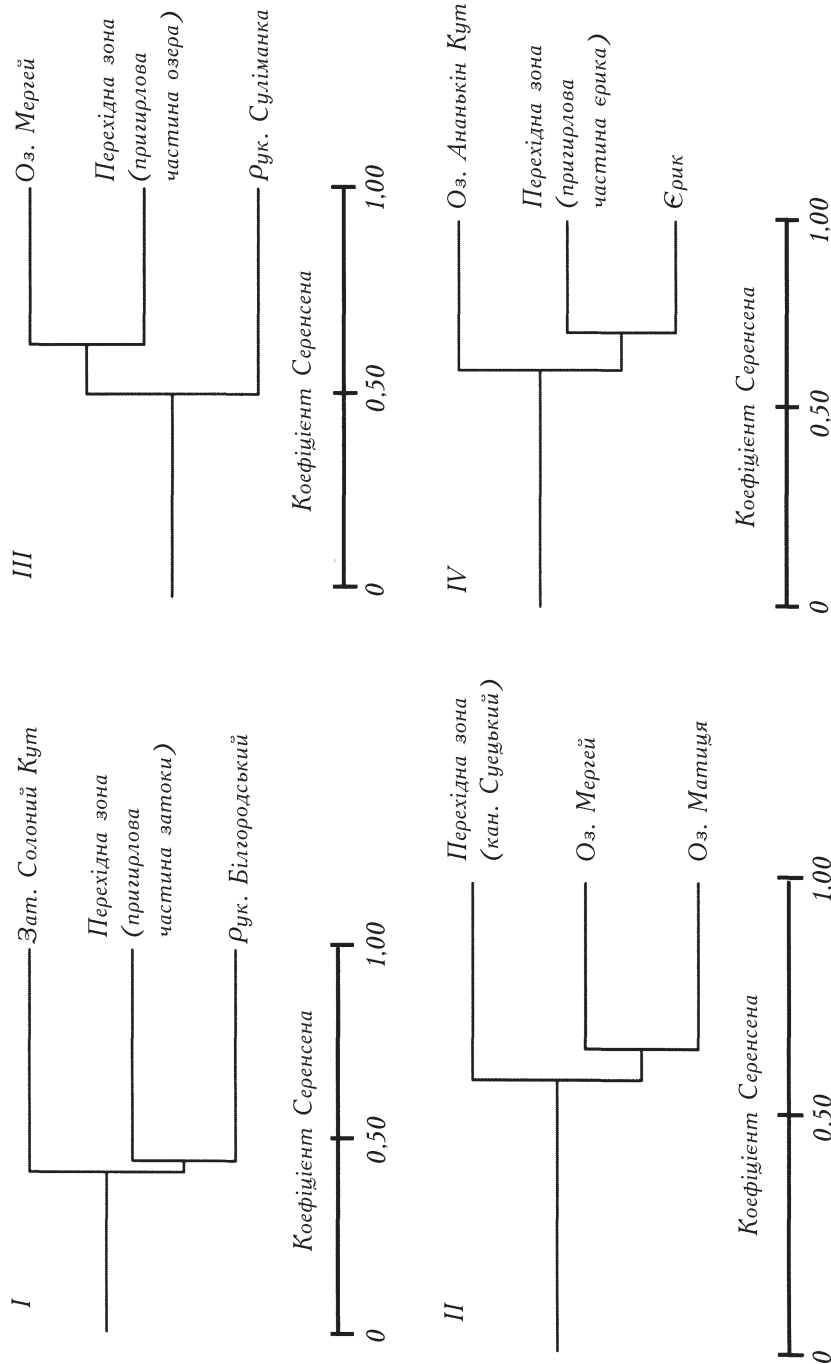 I
Зат. Солоний Кут
Перехідна зона
(пригирлова
частина затоки)
Рук. Білгородський
Коефіцієнт Серенсена
0
0,50
1,00
II
Перехідна зона
(кан. Суецький)
Оз. Мергей
Оз. Матиця
Коефіцієнт Серенсена
0
0,50
1,00
III
Оз. Мергей
Перехідна зона
(пригирлова
частина озера)
Рук. Суліманка
Коефіцієнт Серенсена
0
0,50
1,00
IV
Оз. Ананькін Кут
Перехідна зона
(пригирлова
частина єрика)
Єрик
Коефіцієнт Серенсена
0
0,50
1,00